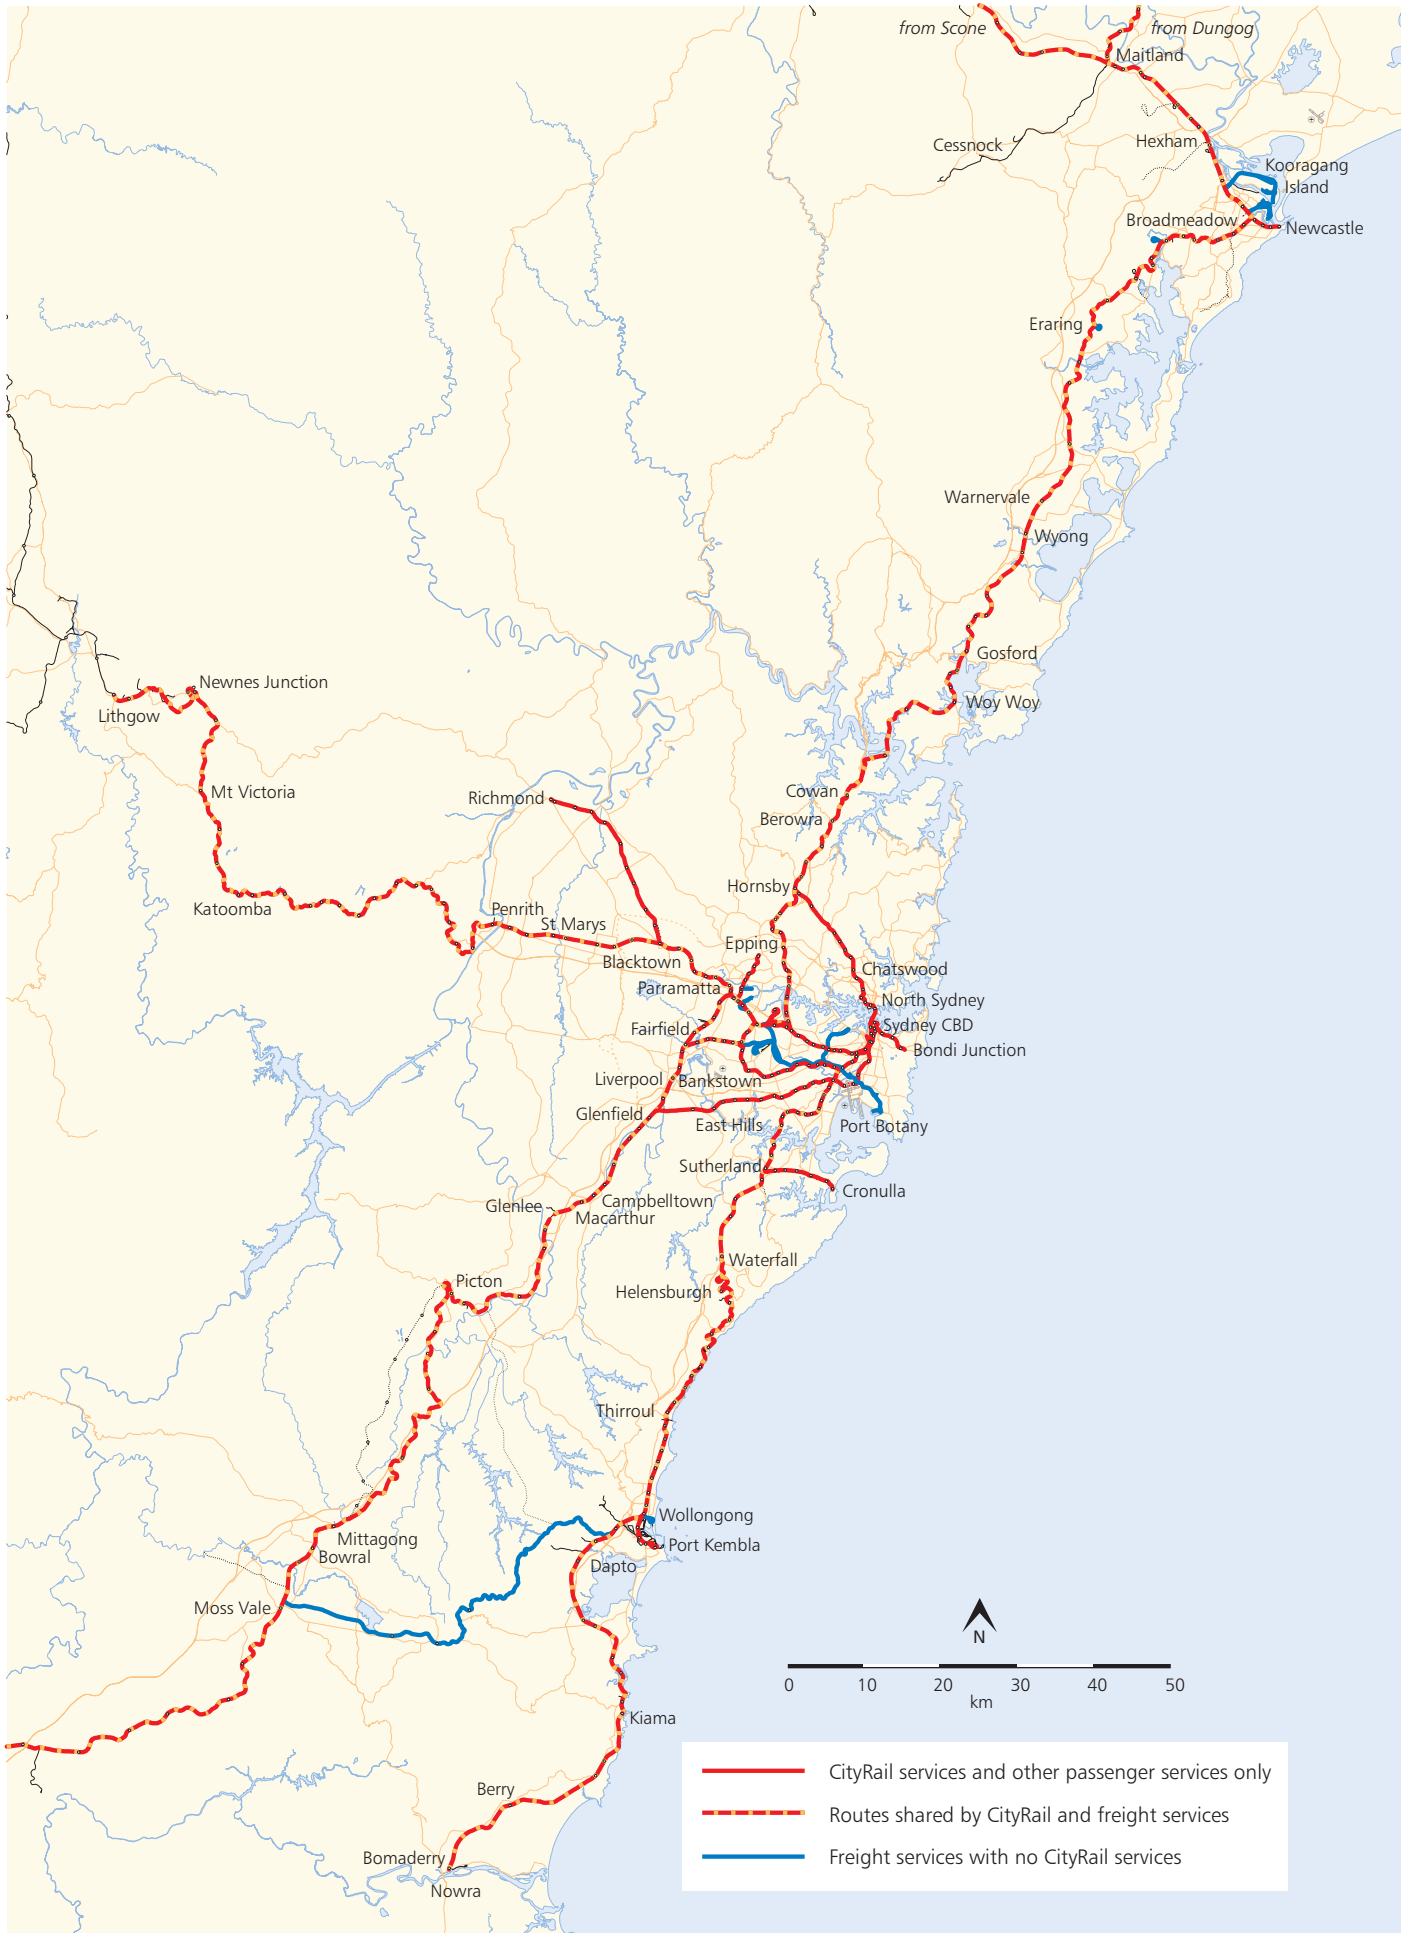 from Scone
from Dungog
Maitland
Hexham
Cessnock
Kooragang
Island
Broadmeadow
Newcastle
Eraring
Warnervale
Wyong
Gosford
Newnes Junction
Woy Woy
Lithgow
Mt Victoria
Cowan
Richmond
Berowra
Hornsby
Katoomba
Penrith
St Marys
Epping
Blacktown
Chatswood
Parramatta
North Sydney
Sydney CBD
Fairfield
Bondi Junction
Liverpool
Bankstown
Glenfield
East Hills
Port Botany
Sutherland
Cronulla
Campbelltown
Glenlee
Macarthur
Waterfall
Picton
Helensburgh
Thirroul
Wollongong
Mittagong
Port Kembla
Bowral
Dapto
Moss Vale
N
0 10 20 30 40 50
km
Kiama
CityRail services and other passenger services only
Berry
Routes shared by CityRail and freight services
Freight services with no CityRail services
Bomaderry
Nowra